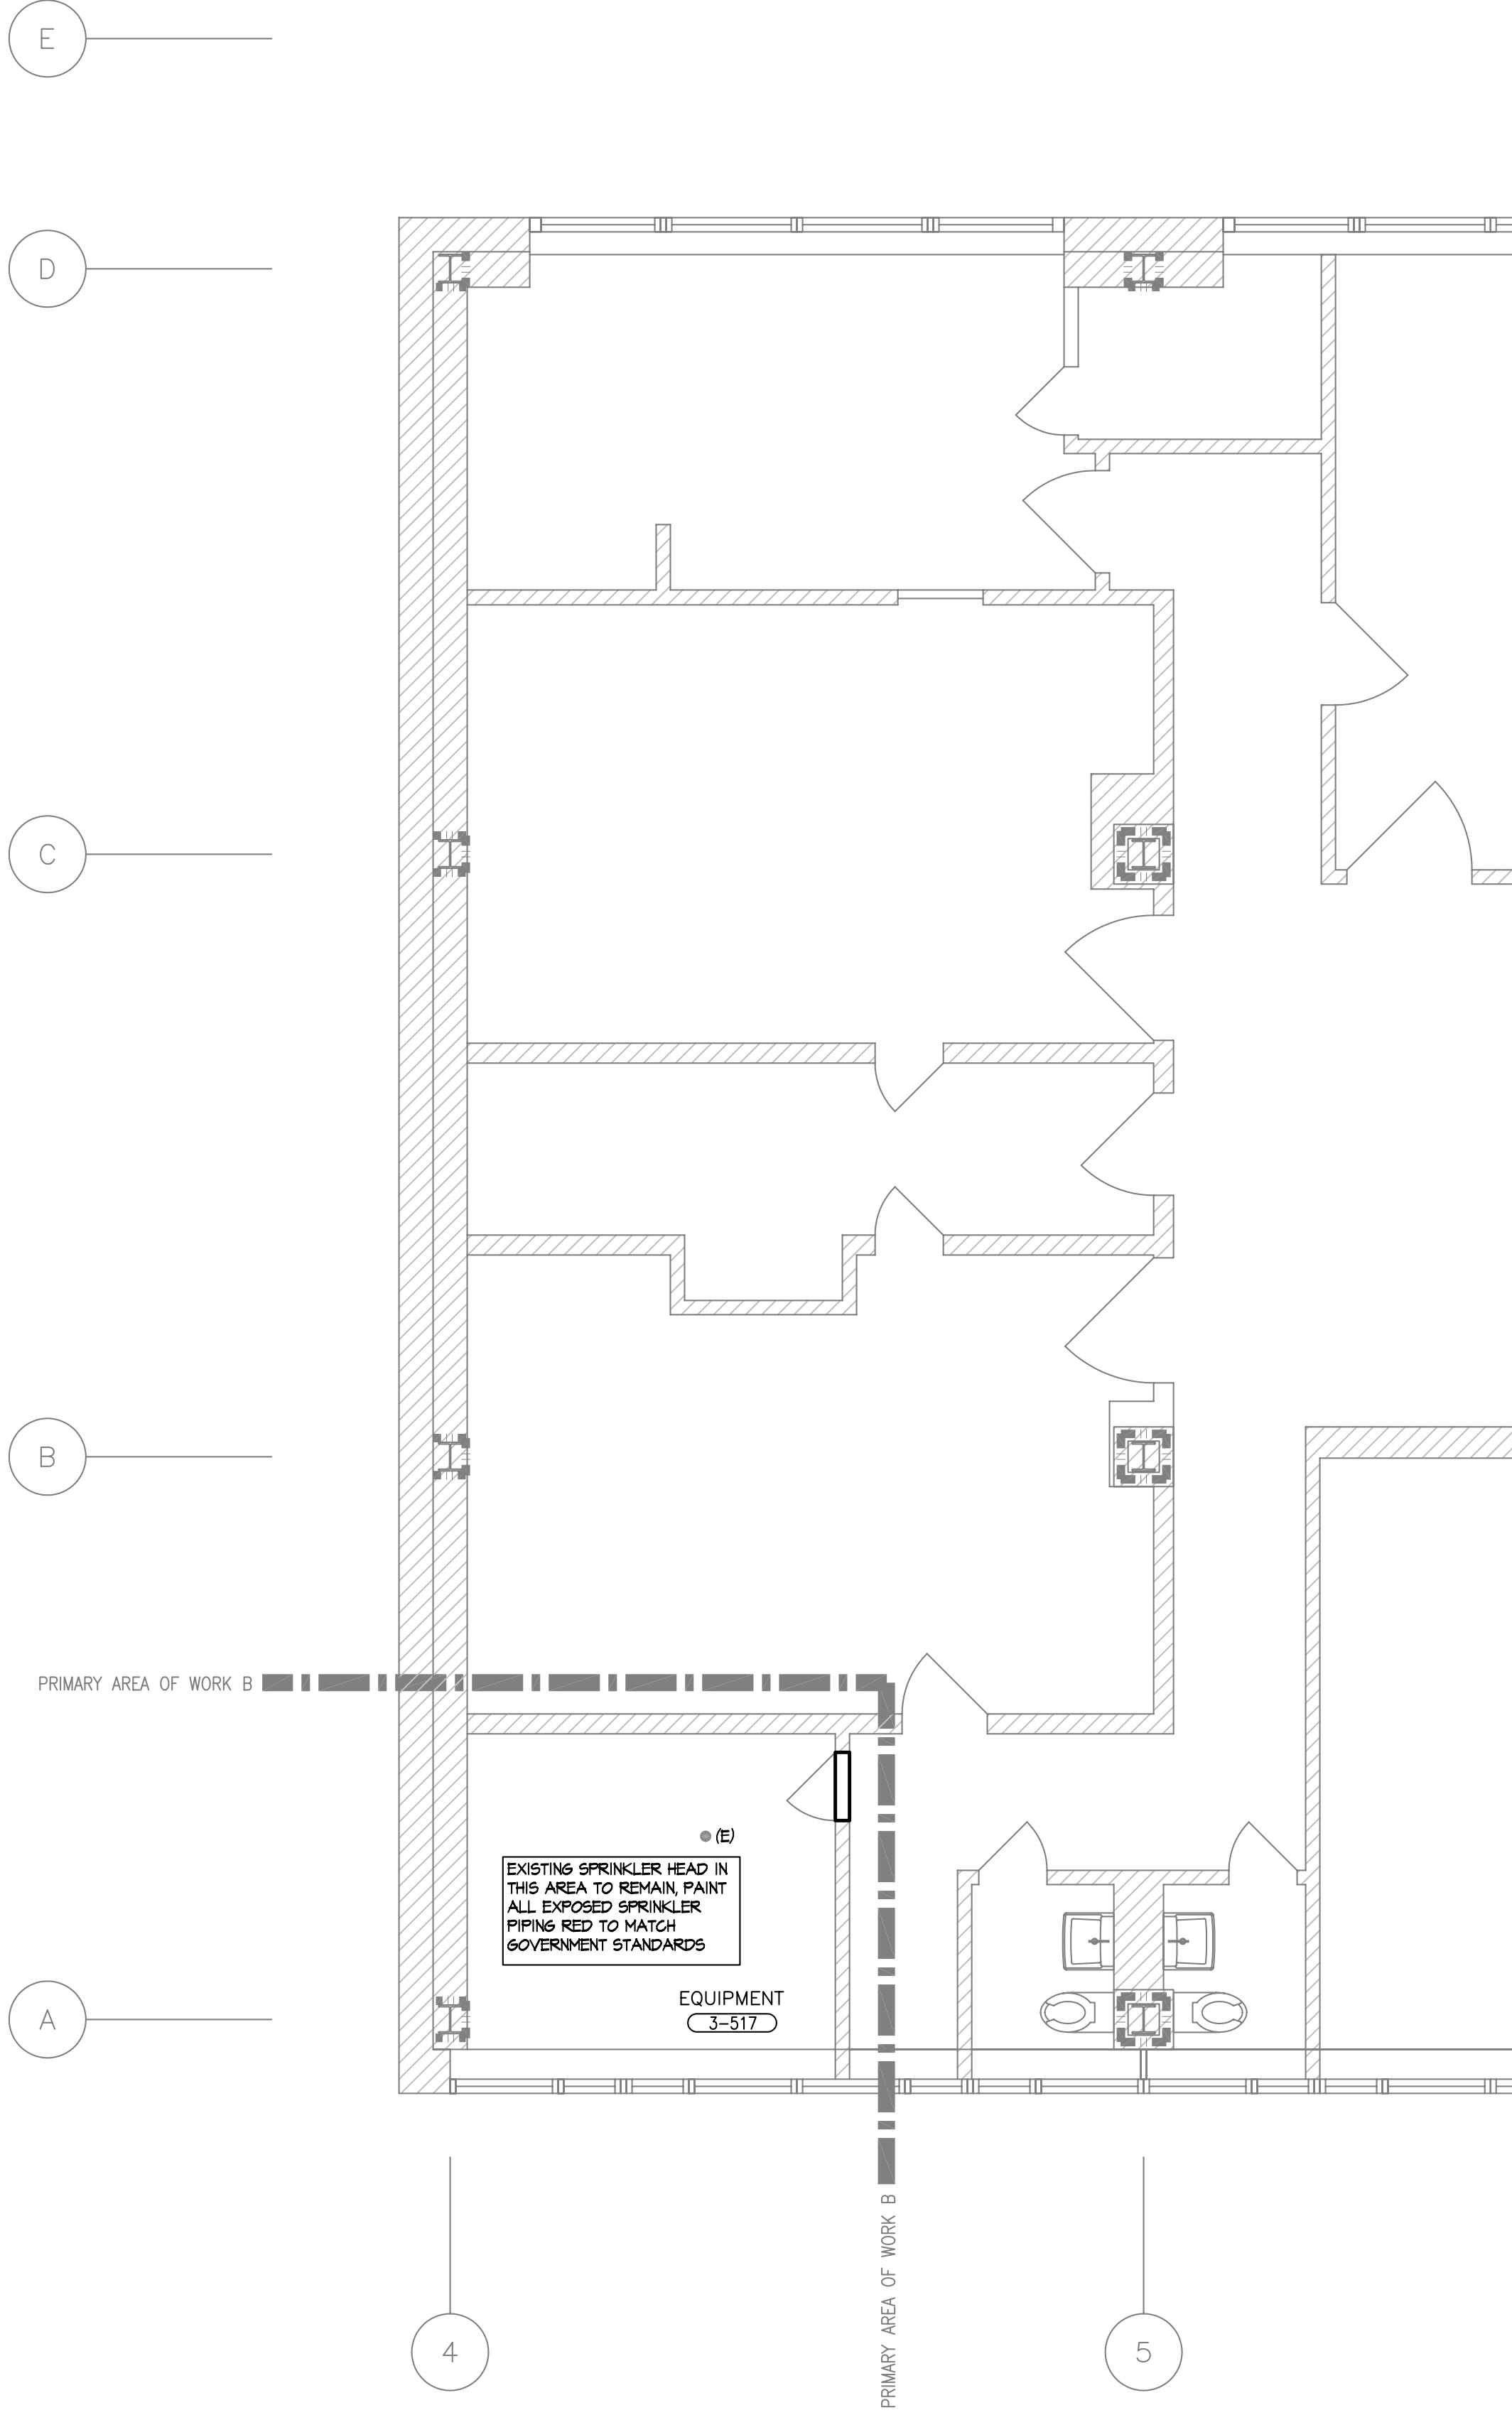 E
D
C
B
PRIMARY AREA OF WORK B
(E)
EXISTING SPRINKLER HEAD IN
THIS AREA TO REMAIN, PAINT
ALL EXPOSED SPRINKLER
PIPING RED TO MATCH
GOVERNMENT STANDARDS
EQUIPMENT
3-517
A
PRIMARY AREA OF WORK B
4
5